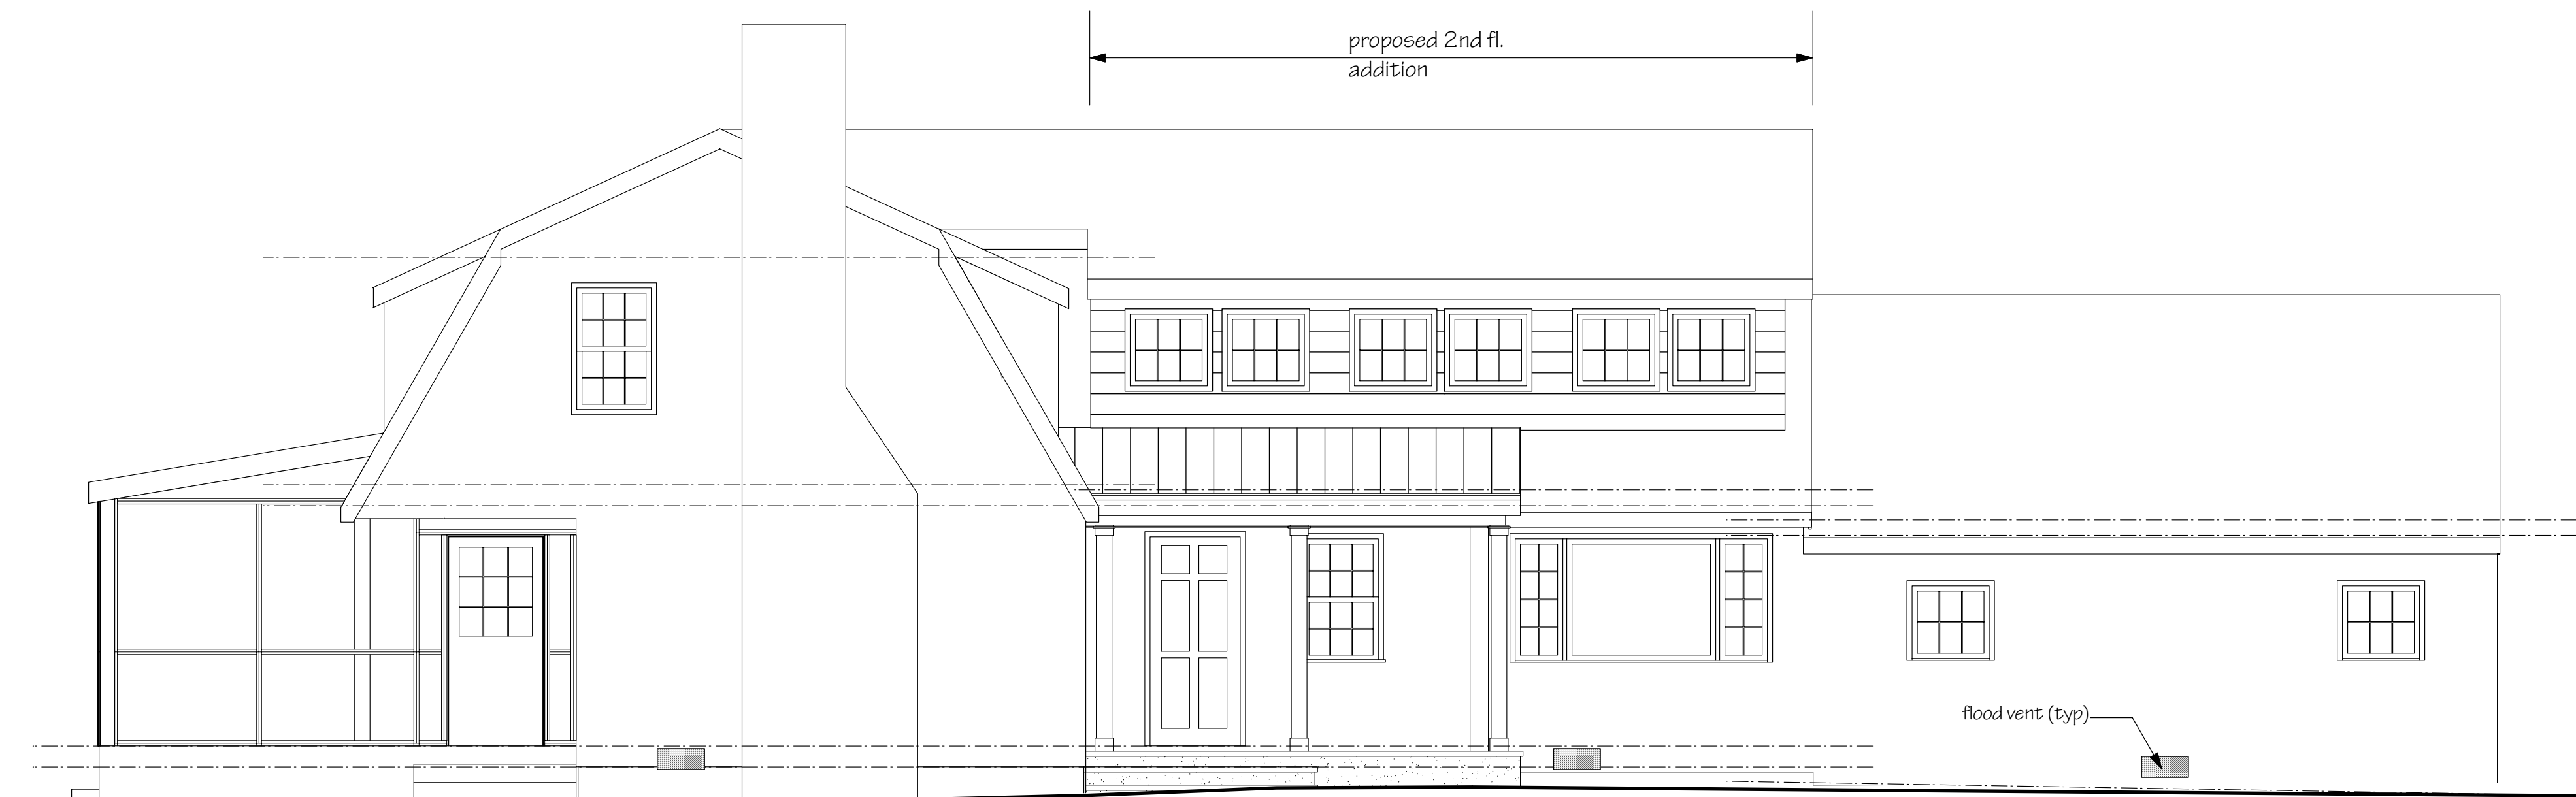 proposed 2nd fl.
addition
flood vent (typ)